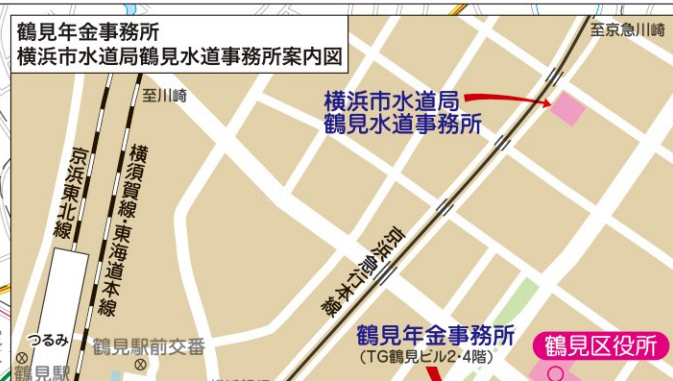 鶴見年金事務所
横浜市水道局鶴見水道事務所案内図
至京急川崎
至川崎
横浜市水道局
鶴見水道事務所
京浜東北線
横須賀線・東海道本線
京浜急行本線
つるみ
鶴見駅
鶴見駅前交番
鶴見年金事務所
(TG鶴見ビル2・4階)
鶴見区役所